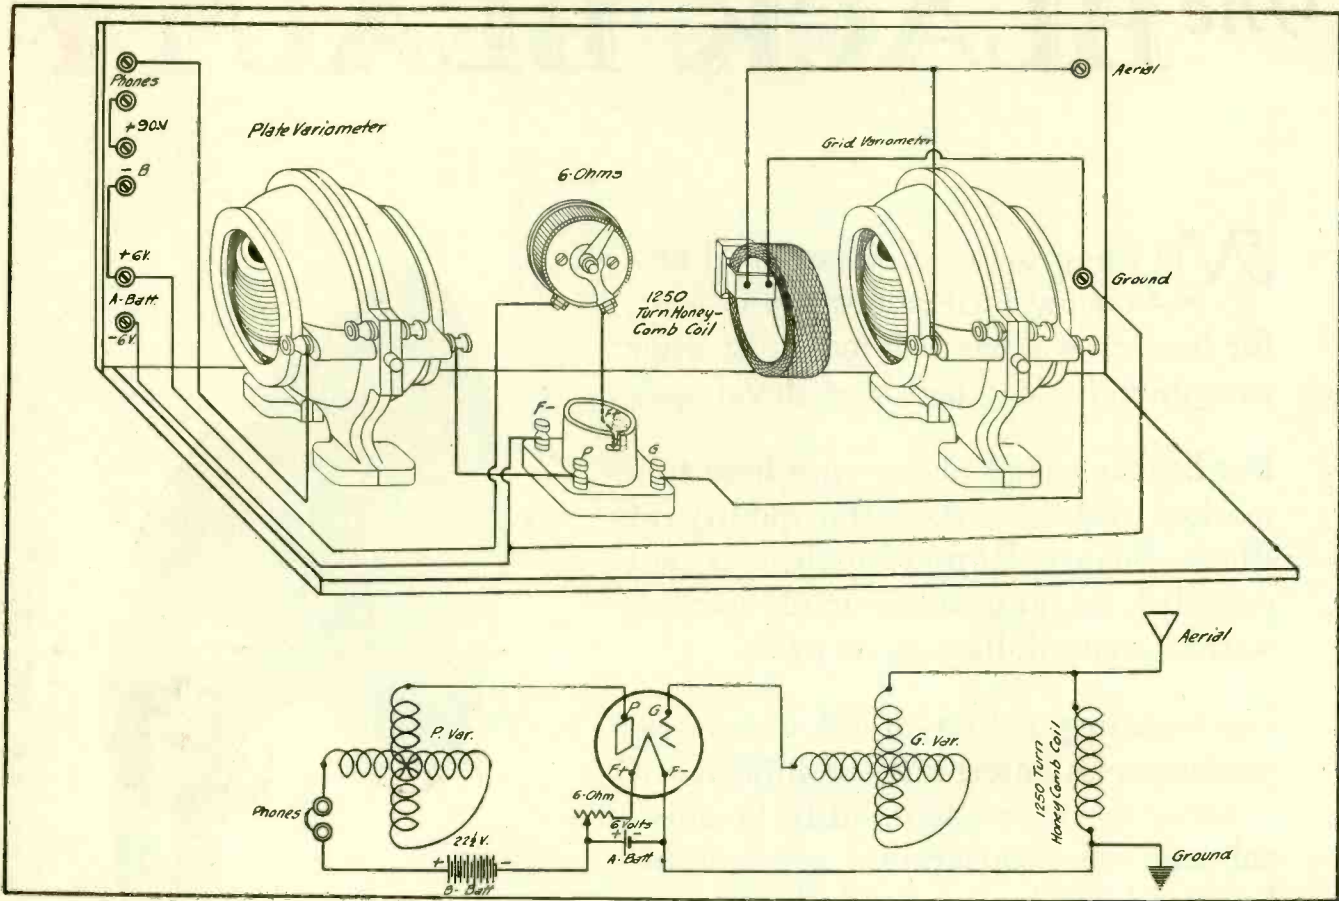 Phones
+90V
- B
+6V.
A-Batt.
-6V.
Plate Variometer
6-Ohms
1250
Turn Honey-
Comb Coil
Grid Variometer
Aerial
Ground
F-
F+
P
G
Aerial
P. Var.
P G
F+ F-
G. Var.
1250 Turn
Honey Comb Coil
Phones
6-Ohm
6 Volts
+ -
A-Batt
22½ V.
+ -
B-Batt
Ground